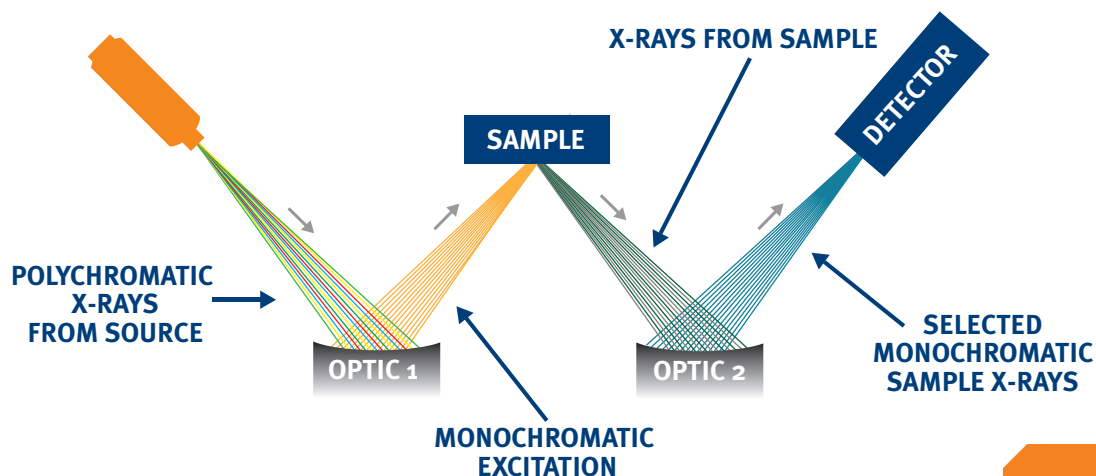 X-RAYS FROM SAMPLE
DETECTOR
SAMPLE
POLYCHROMATIC
X-RAYS
FROM SOURCE
SELECTED
MONOCHROMATIC
SAMPLE X-RAYS
OPTIC 1
OPTIC 2
MONOCHROMATIC
EXCITATION